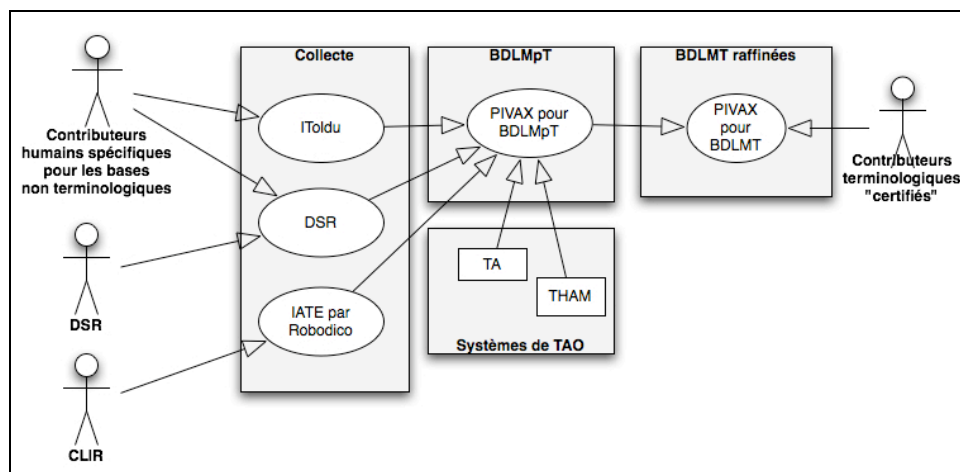 Collecte
BDLMpT
BDLMT raffinées
Contributeurs
humains spécifiques
pour les bases
non terminologiques
IToldu
PIVAX pour
BDLMpT
PIVAX
pour
BDLMT
Contributeurs
terminologiques
"certifiés"
DSR
DSR
TA
THAM
IATE par
Robodico
Systèmes de TAO
CLIR